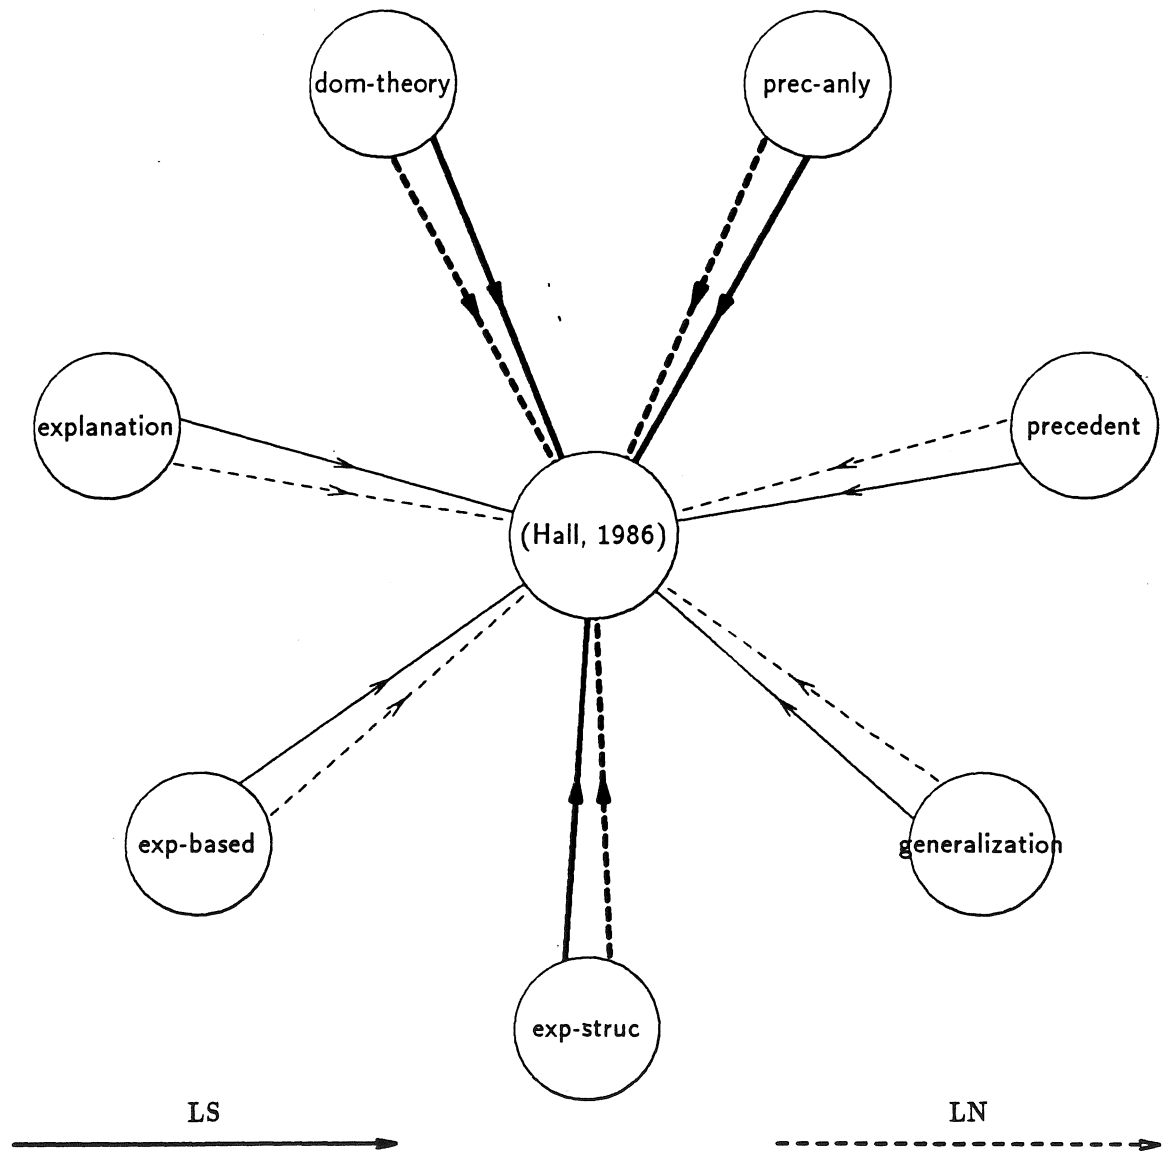 dom-theory
prec-anly
explanation
precedent
(Hall, 1986)
exp-based
generalization
exp-struc
LS
LN